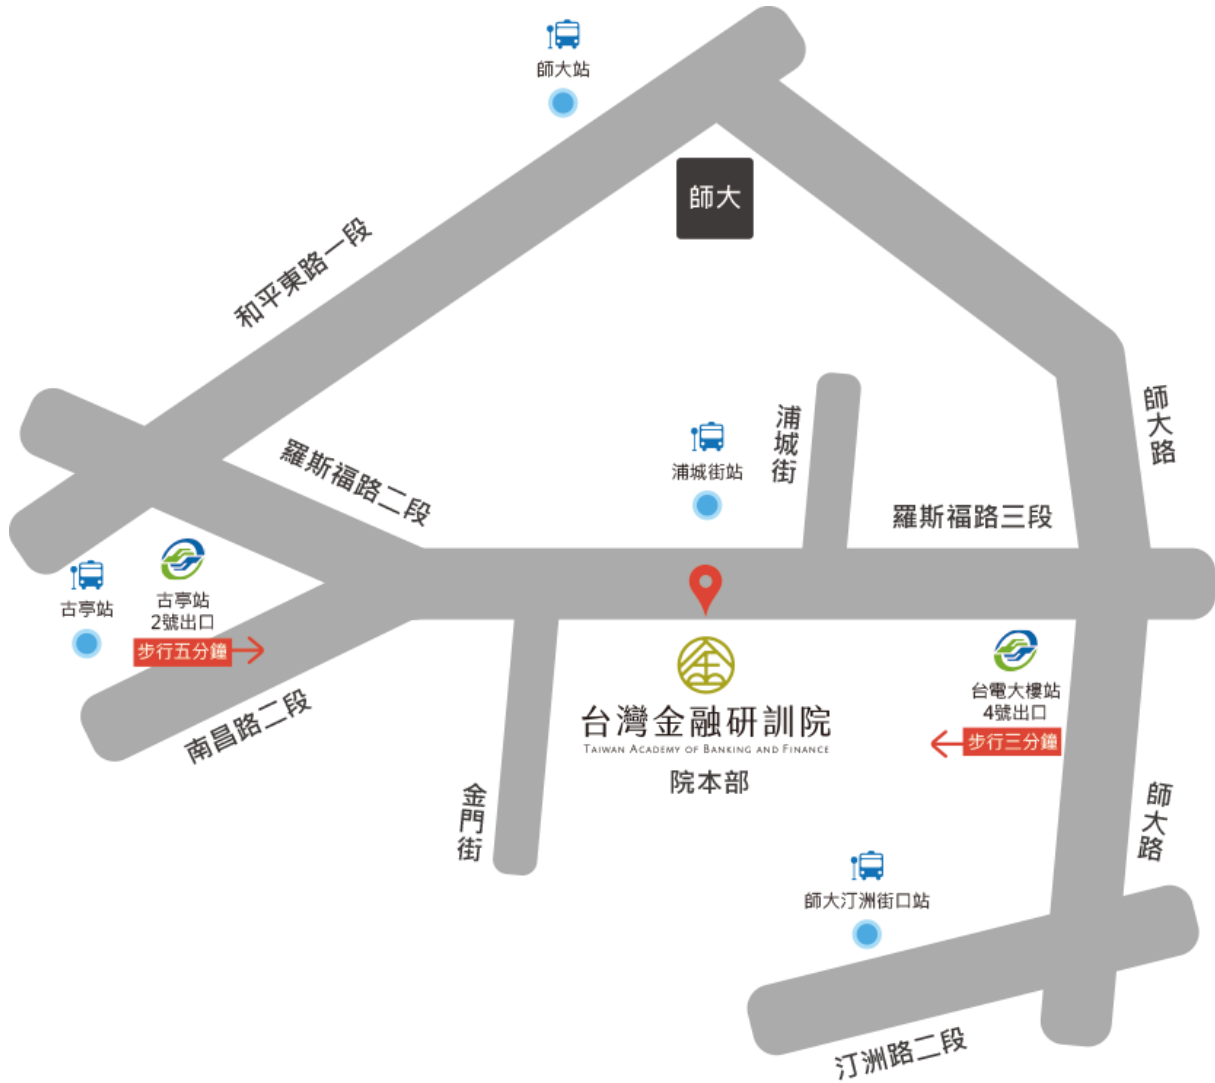 師大站
師大
和平東路一段
師大路
浦城街
浦城街站
羅斯福路二段
羅斯福路三段
古亭站
古亭站
2號出口
步行五分鐘
南昌路二段
台灣金融研訓院
TAIWAN ACADEMY OF BANKING AND FINANCE
院本部
台電大樓站
4號出口
步行三分鐘
金門街
師大路
師大汀洲街口站
汀洲路二段